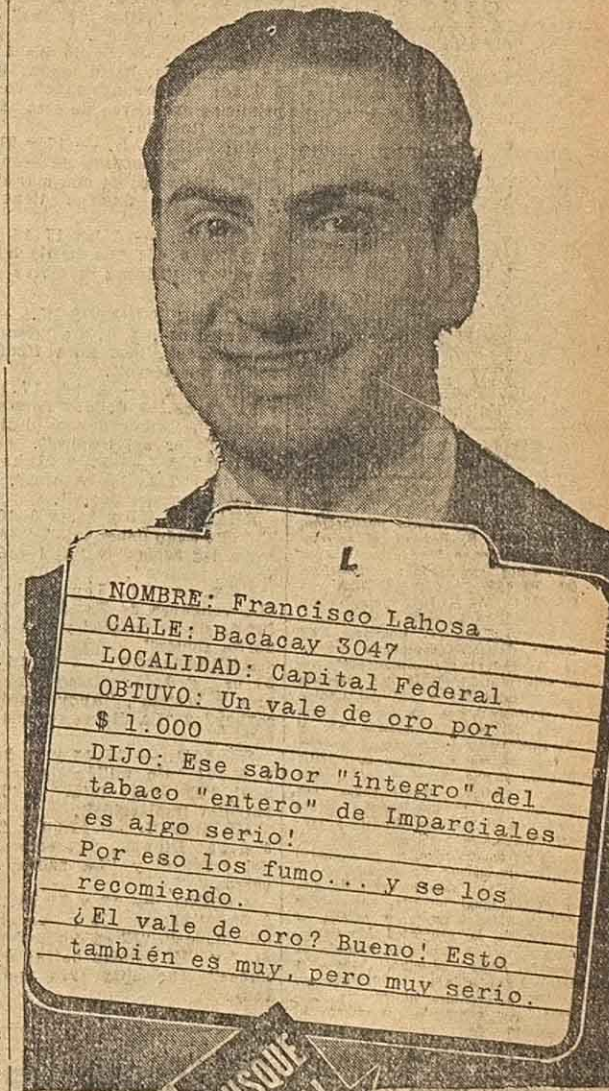 L
NOMBRE: Francisco Lahosa
CALLE: Bacacay 3047
LOCALIDAD: Capital Federal
OBTUVO: Un vale de oro por
$ 1.000
DIJO: Ese sabor "íntegro" del
tabaco "entero" de Imparciales
es algo serio!
Por eso los fumo... y se los
recomiendo.
¿El vale de oro? Bueno! Esto
también es muy, pero muy serio.